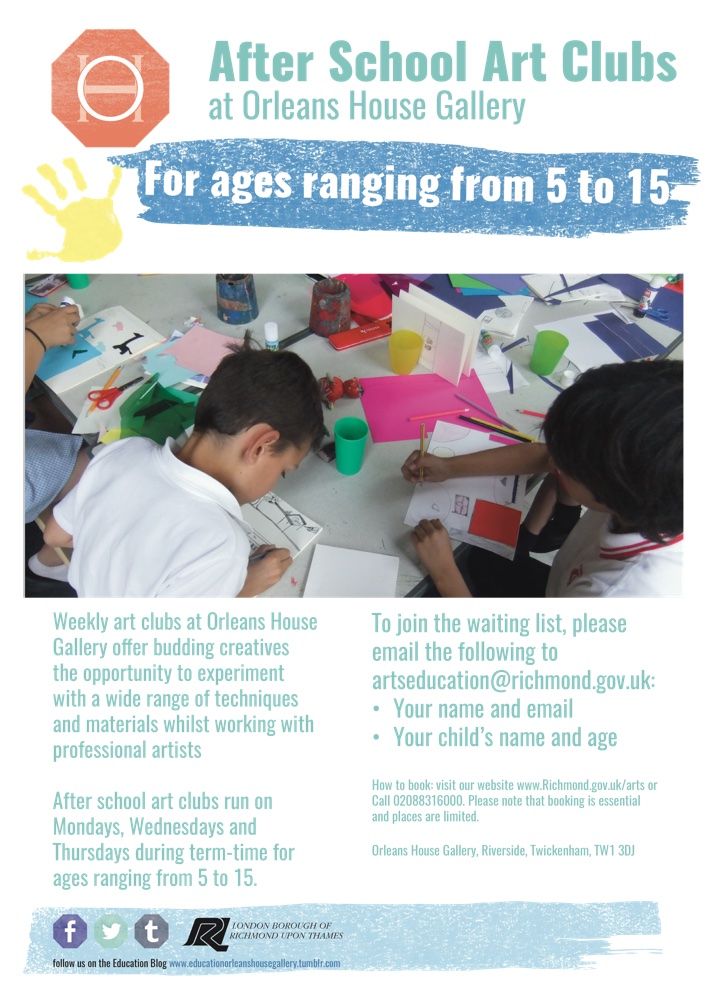 After School Art Clubs
at Orleans House Gallery
For ages ranging from 5 to 15
Weekly art clubs at Orleans House
Gallery offer budding creatives
the opportunity to experiment
with a wide range of techniques
and materials whilst working with
professional artists
After school art clubs run on
Mondays, Wednesdays and
Thursdays during term-time for
ages ranging from 5 to 15.
To join the waiting list, please
email the following to
artseducation@richmond.gov.uk:
• Your name and email
• Your child's name and age
How to book: visit our website www.Richmond.gov.uk/arts or
Call 02088316000. Please note that booking is essential
and places are limited.
Orleans House Gallery, Riverside, Twickenham, TW1 3DJ
LONDON BOROUGH OF
RICHMOND UPON THAMES
follow us on the Education Blog www.educationorleanshousegallery.tumblr.com